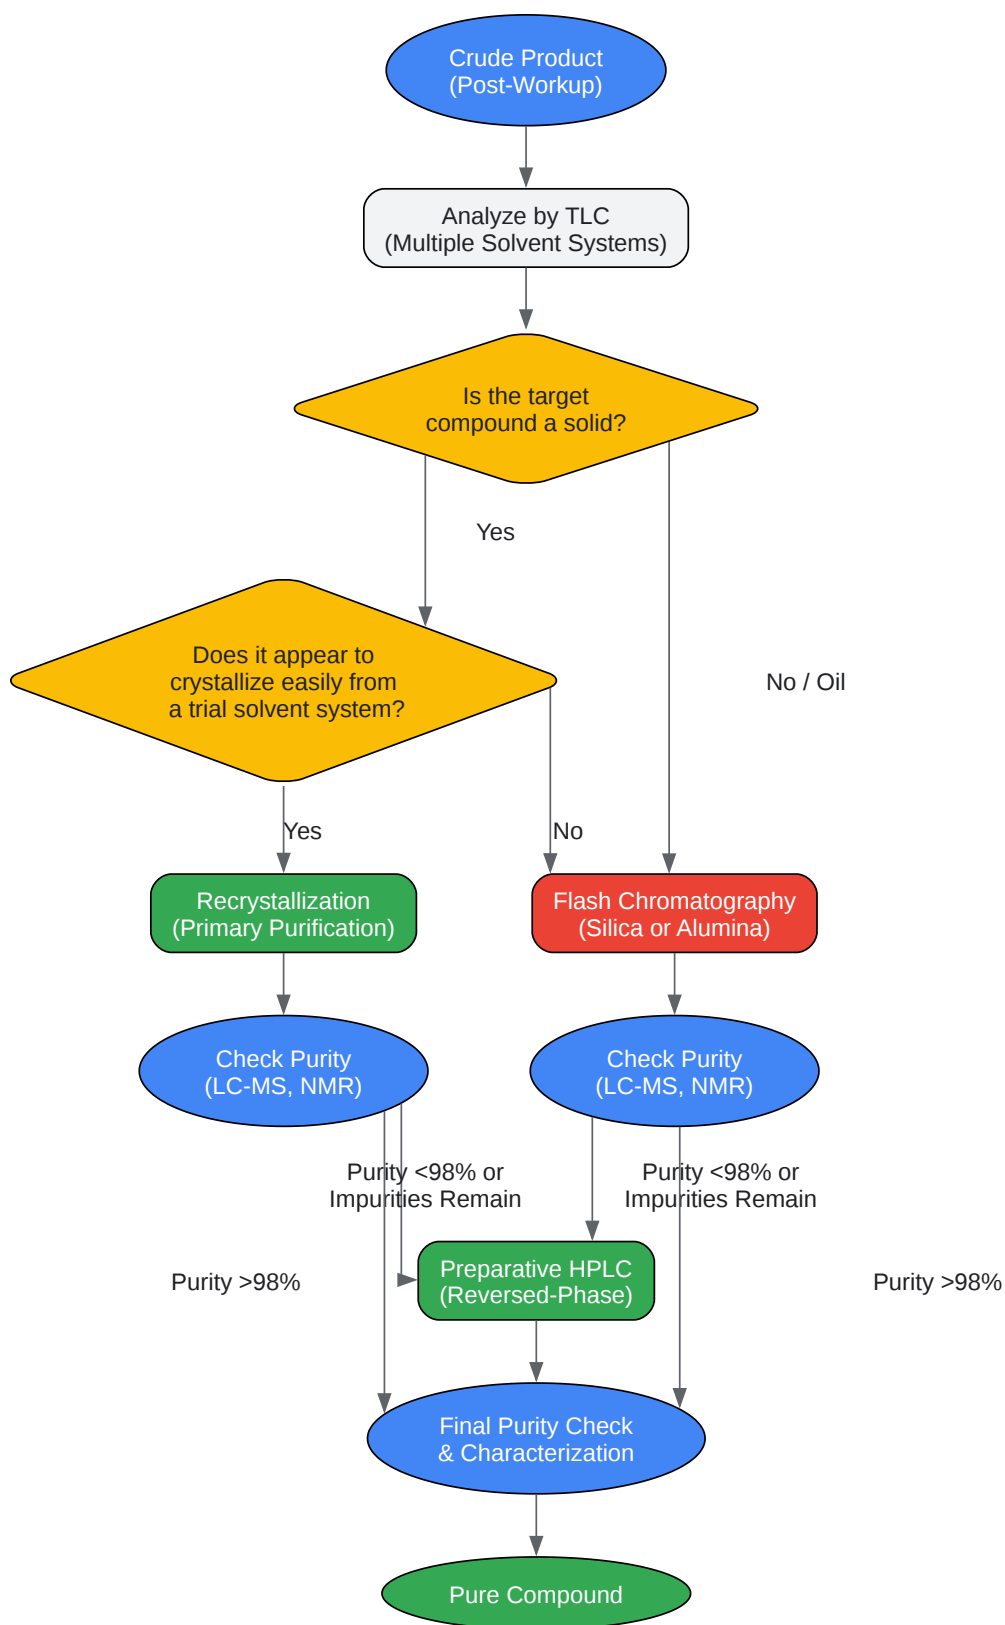 Crude Product
(Post-Workup)
Analyze by TLC
(Multiple Solvent Systems)
Is the target
compound a solid?
Yes
Does it appear to
crystallize easily from
a trial solvent system?
No / Oil
Yes
No
Recrystallization
(Primary Purification)
Flash Chromatography
(Silica or Alumina)
Check Purity
(LC-MS, NMR)
Check Purity
(LC-MS, NMR)
Purity <98% or
Impurities Remain
Purity <98% or
Impurities Remain
Purity >98%
Preparative HPLC
(Reversed-Phase)
Purity >98%
Final Purity Check
& Characterization
Pure Compound